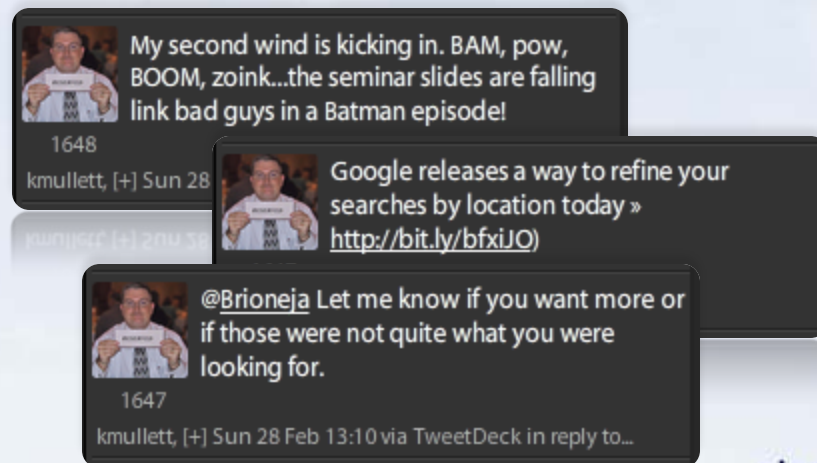 My second wind is kicking in. BAM, pow,
BOOM, zoink...the seminar slides are falling
link bad guys in a Batman episode!
1648
kmullett, [+] Sun 28
Google releases a way to refine your
searches by location today »
http://bit.ly/bfxiJO)
@Brioneja Let me know if you want more or
if those were not quite what you were
looking for.
1647
kmullett, [+] Sun 28 Feb 13:10 via TweetDeck in reply to...